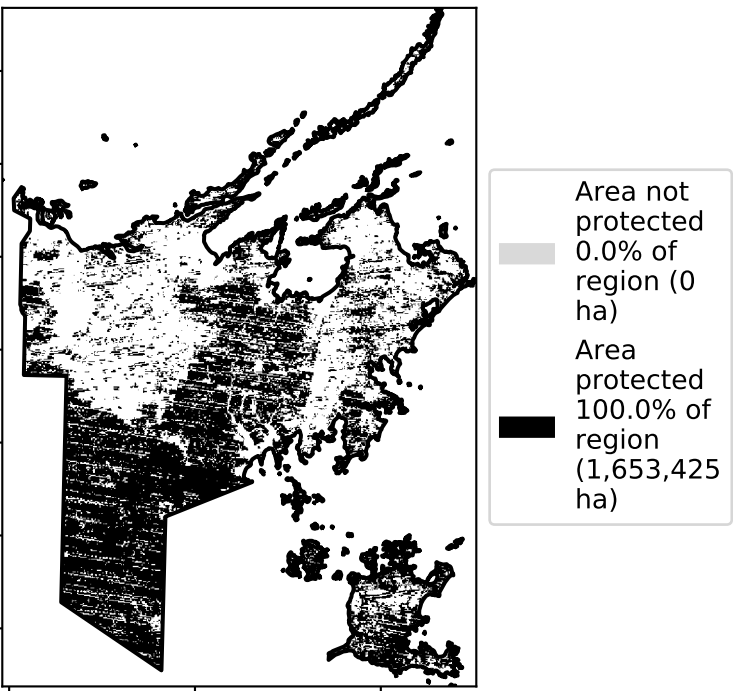 Area not
protected
0.0% of
region (0
ha)
Area
protected
100.0% of
region
(1,653,425
ha)